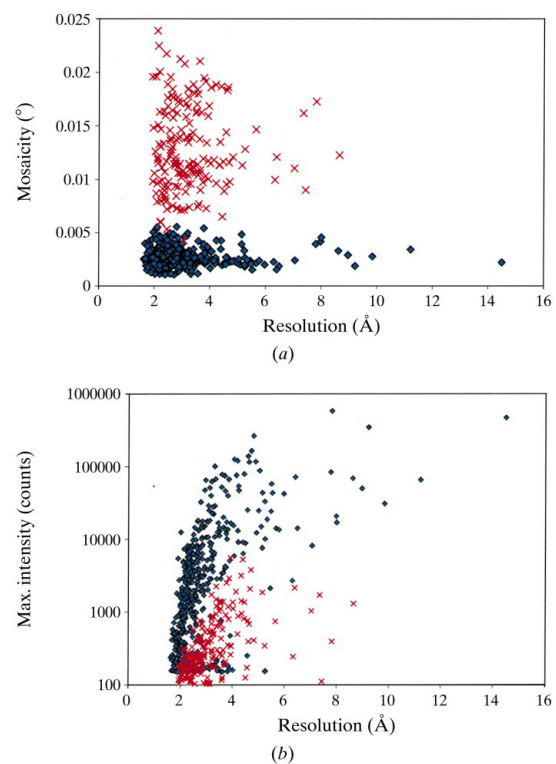 0.025
0.02
0.015
0.01
0.005
0
Mosaicity (°)
0 2 4 6 8 10 12 14 16
Resolution (Å)
(a)
1000000
100000
10000
1000
100
Max. intensity (counts)
0 2 4 6 8 10 12 14 16
Resolution (Å)
(b)